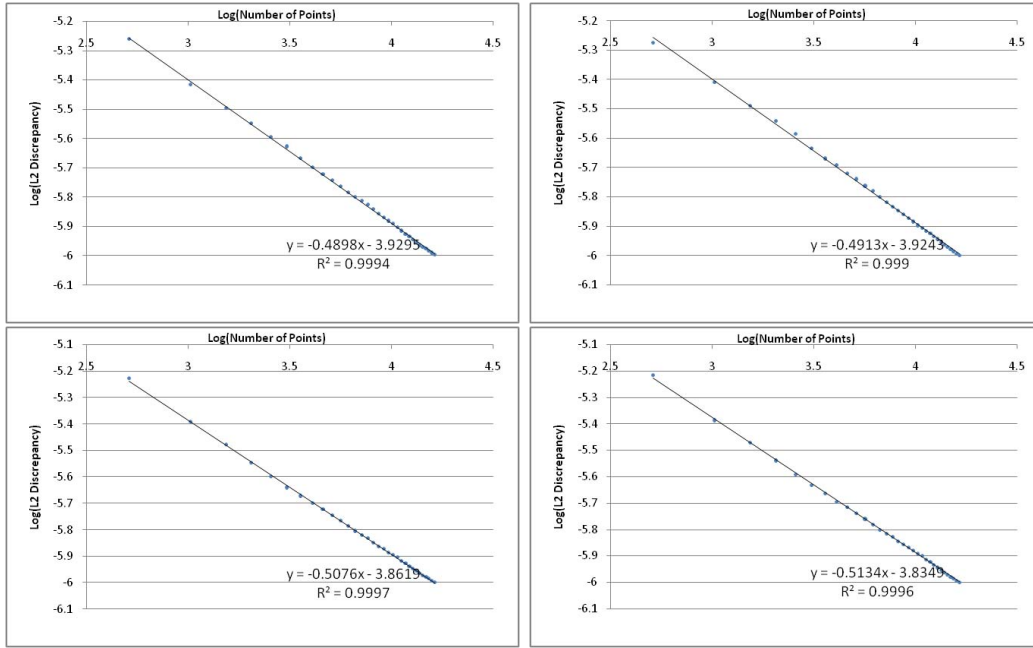 Log(Number of Points)
2.5 3 3.5 4 4.5
-5.2
-5.3
-5.4
-5.5
-5.6
-5.7
-5.8
-5.9
-6
-6.1
Log(L2 Discrepancy)
y = -0.4898x - 3.9295
R² = 0.9994
Log(Number of Points)
2.5 3 3.5 4 4.5
-5.2
-5.3
-5.4
-5.5
-5.6
-5.7
-5.8
-5.9
-6
-6.1
Log(L2 Discrepancy)
y = -0.4913x - 3.9243
R² = 0.999
Log(Number of Points)
2.5 3 3.5 4 4.5
-5.1
-5.2
-5.3
-5.4
-5.5
-5.6
-5.7
-5.8
-5.9
-6
-6.1
Log(L2 Discrepancy)
y = -0.5076x - 3.8619
R² = 0.9997
Log(Number of Points)
2.5 3 3.5 4 4.5
-5.1
-5.2
-5.3
-5.4
-5.5
-5.6
-5.7
-5.8
-5.9
-6
-6.1
Log(L2 Discrepancy)
y = -0.5134x - 3.8349
R² = 0.9996